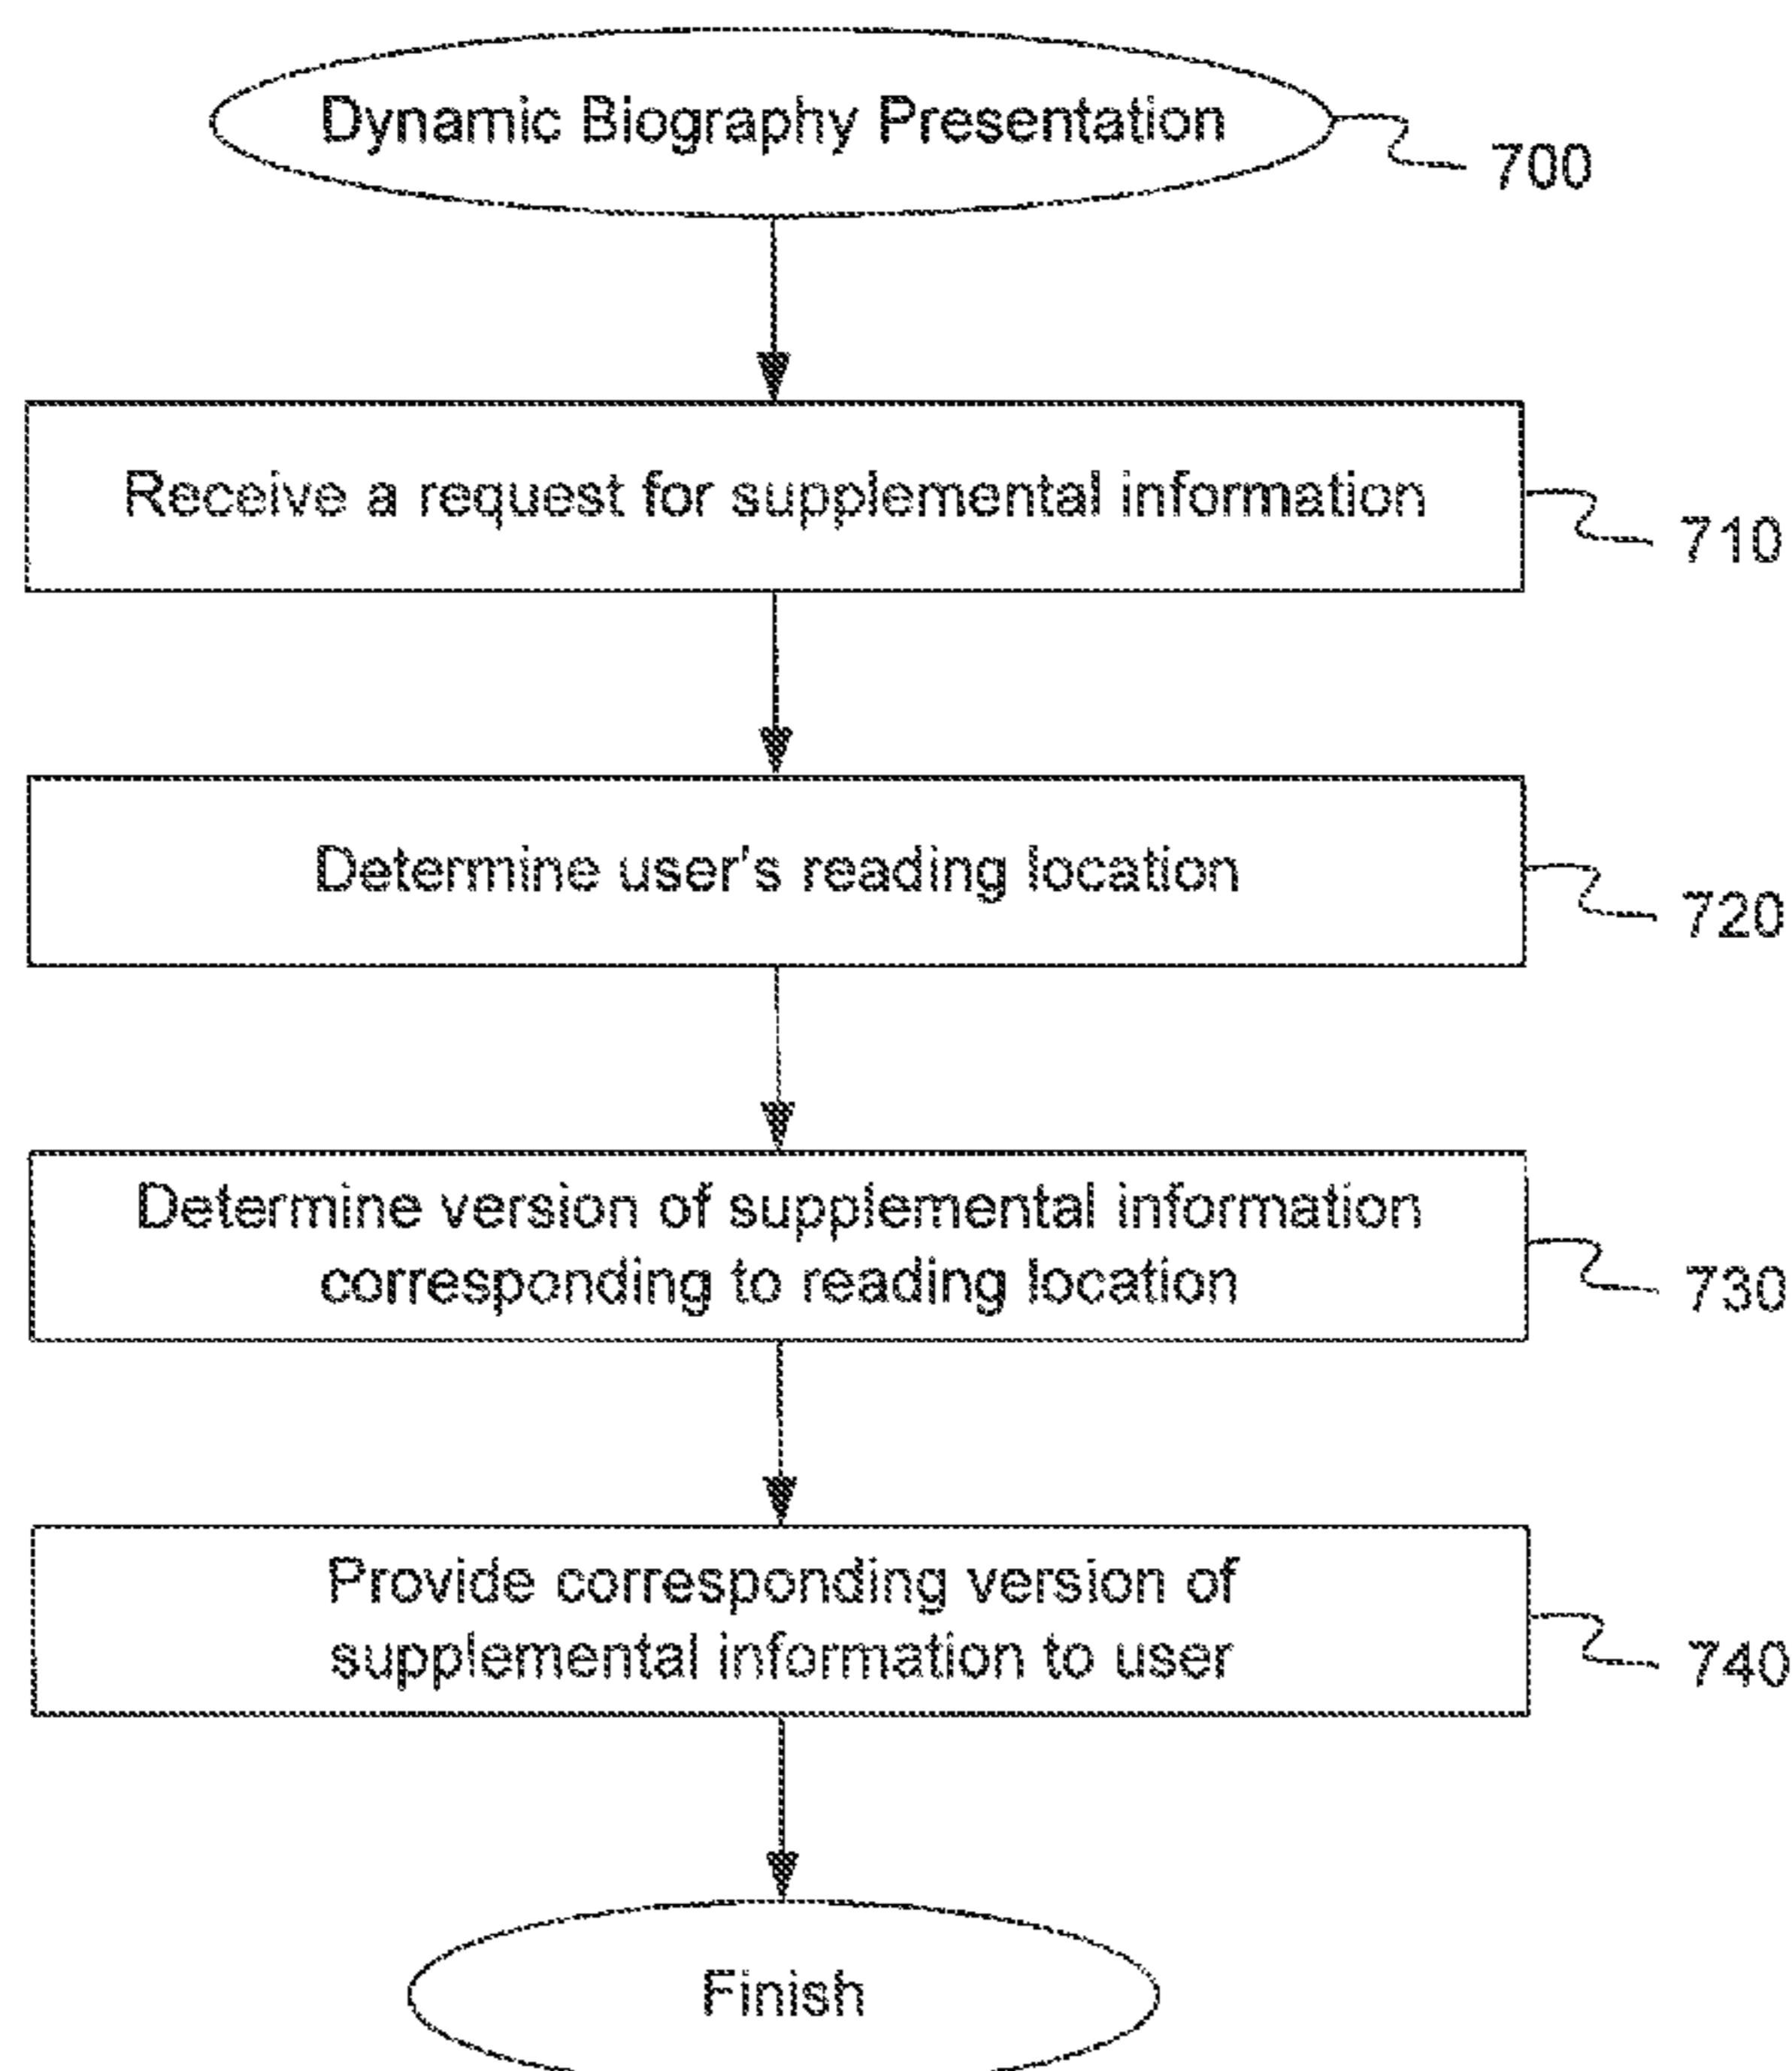 Dynamic Biography Presentation
700
Receive a request for supplemental information
710
Determine user's reading location
720
Determine version of supplemental information
corresponding to reading location
730
Provide corresponding version of
supplemental information to user
740
Finish